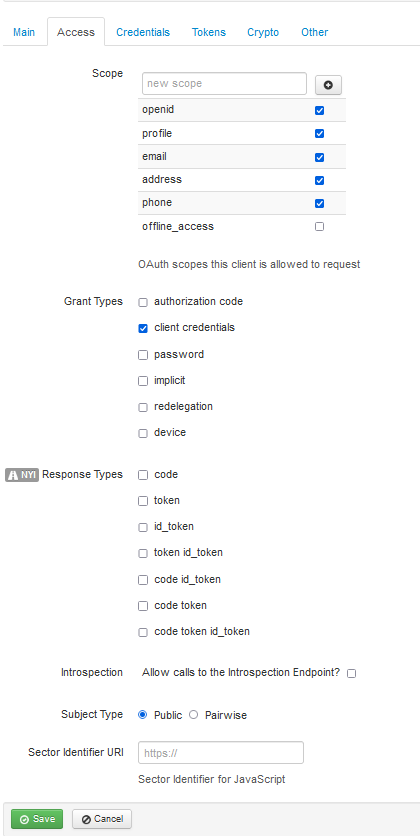 Main Access Credentials Tokens Crypto Other
Scope new scope
openid
profile
email
address
phone
offline_access
OAuth scopes this client is allowed to request
Grant Types authorization code
client credentials
password
implicit
redelegation
device
NYI Response Types code
token
id_token
token id_token
code id_token
code token
code token id_token
Introspection Allow calls to the Introspection Endpoint?
Subject Type Public Pairwise
Sector Identifier URI https://
Sector Identifier for JavaScript
Save Cancel